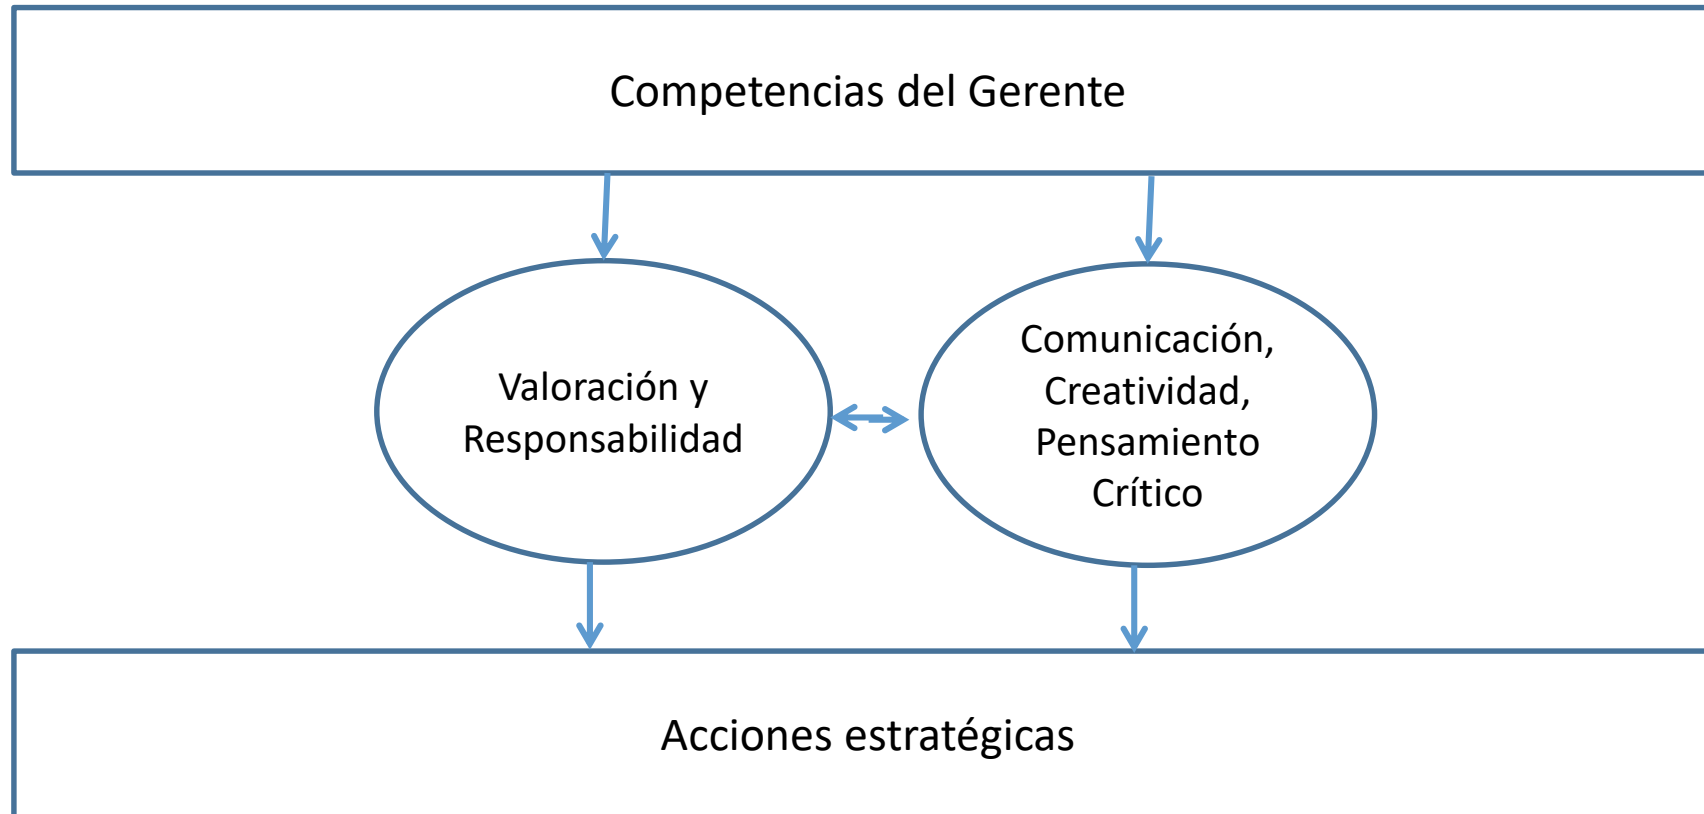 Competencias del Gerente
Valoración y
Responsabilidad
Comunicación,
Creatividad,
Pensamiento
Crítico
Acciones estratégicas